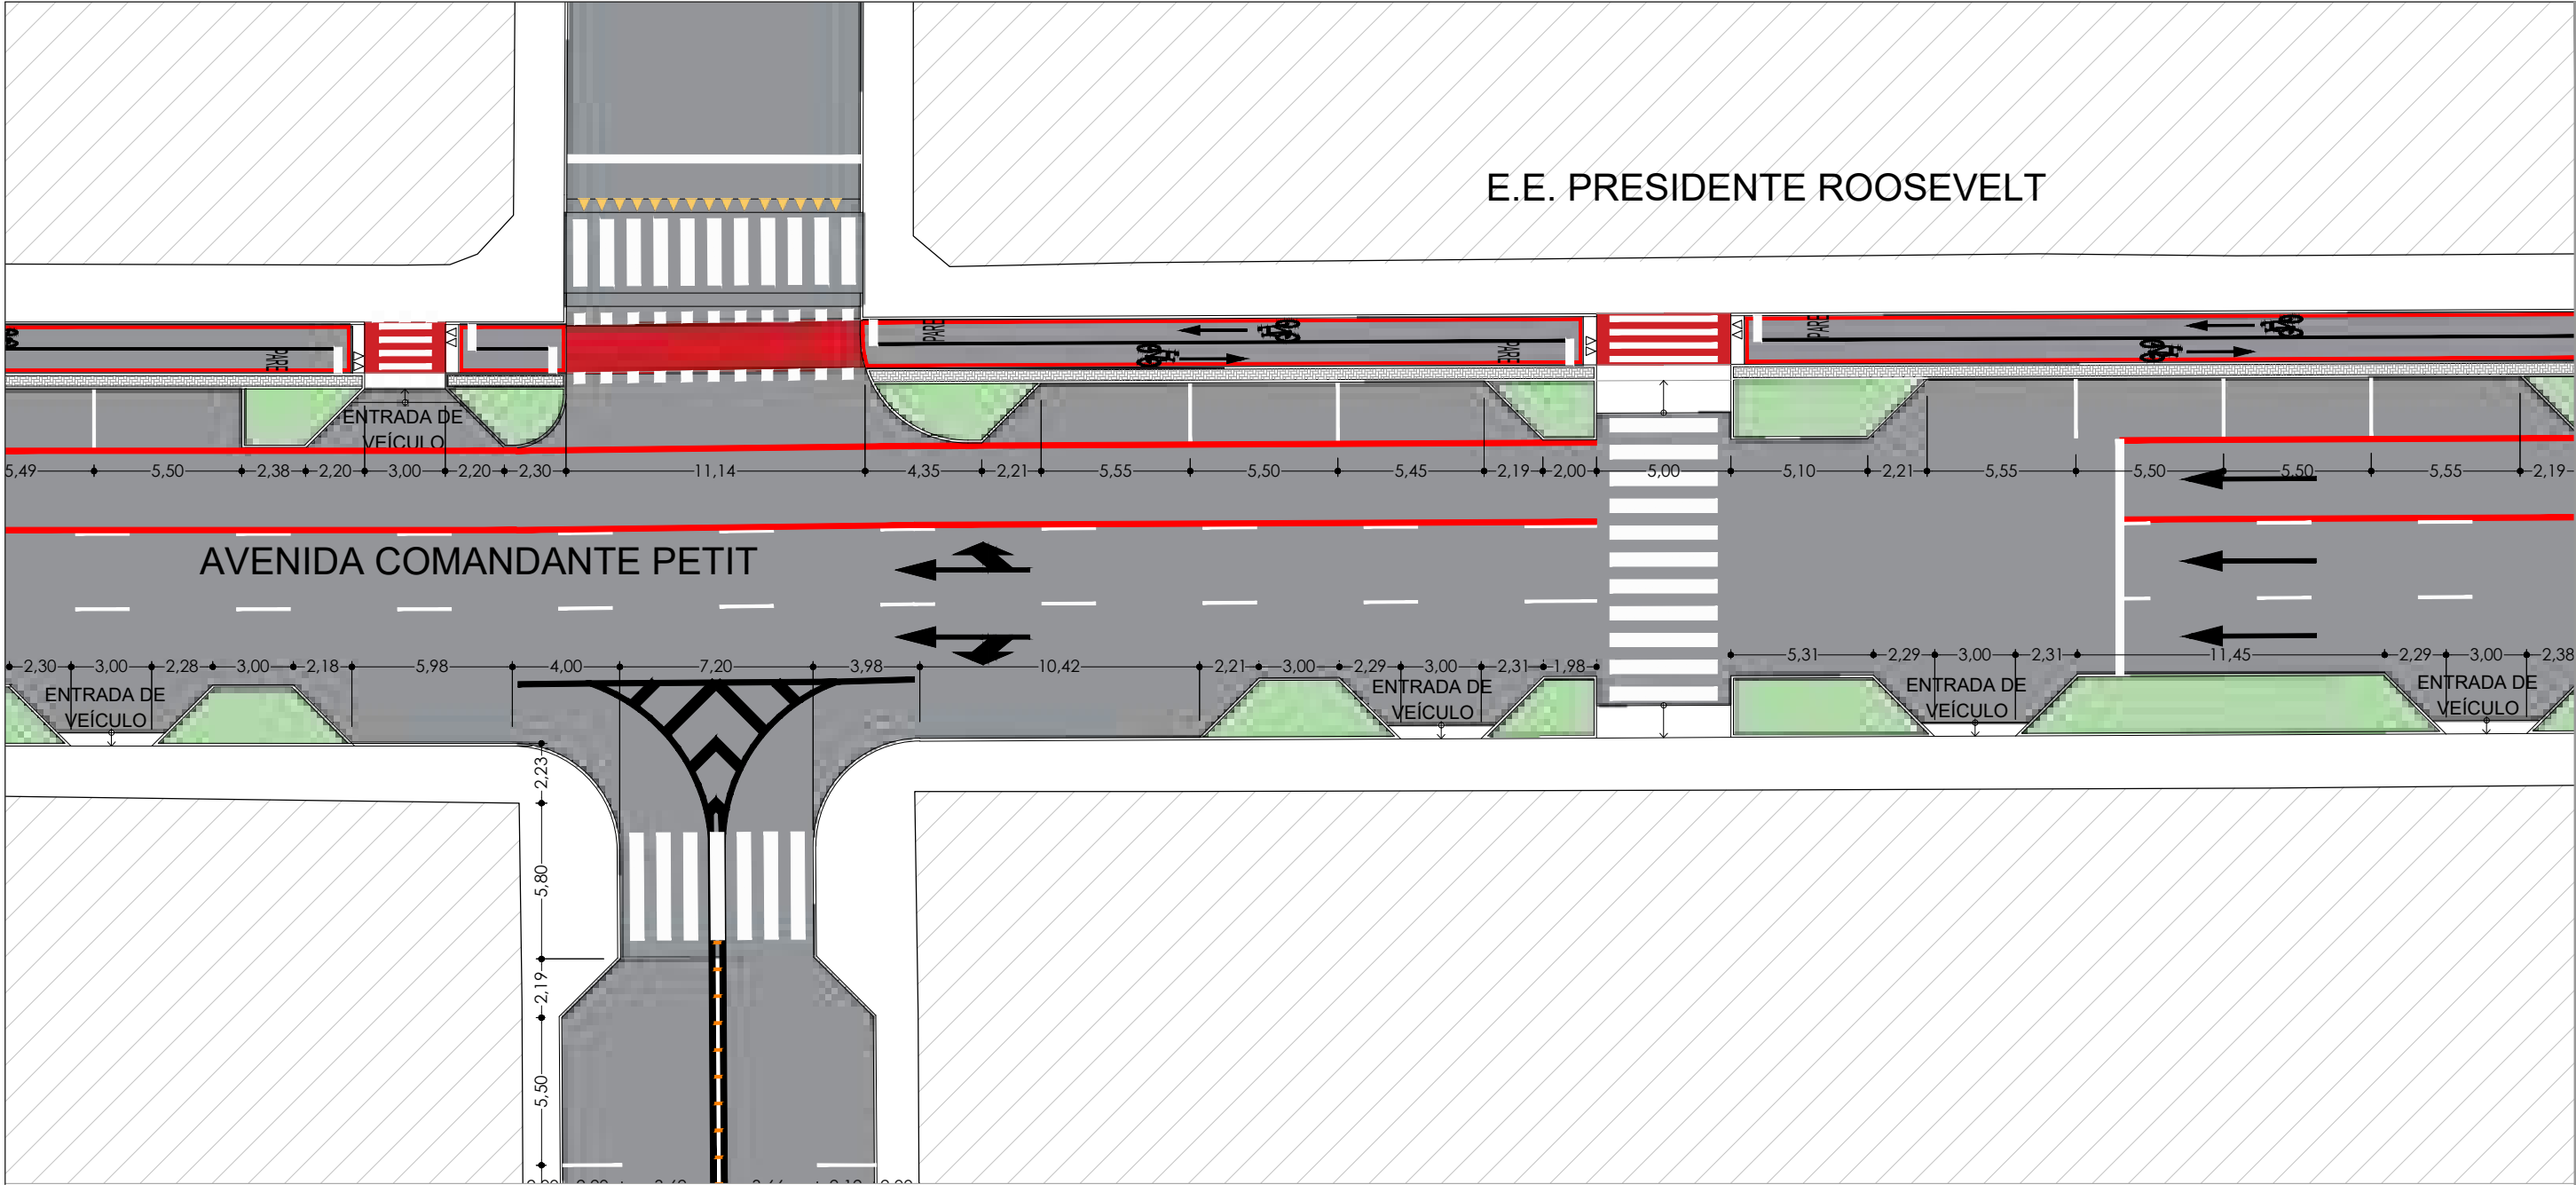 E.E. PRESIDENTE ROOSEVELT
PARE
PARE
PARE
PARE
ENTRADA DE
VEÍCULO
5,49 5,50 2,38 2,20 3,00 2,20 2,30 11,14 4,35 2,21 5,55 5,50 5,45 2,19 2,00 5,00 5,10 2,21 5,55 5,50 5,50 5,55 2,19
AVENIDA COMANDANTE PETIT
2,30 3,00 2,28 3,00 2,18 5,98 4,00 7,20 3,98 10,42 2,21 3,00 2,29 3,00 2,31 1,98 5,31 2,29 3,00 2,31 11,45 2,29 3,00 2,38
ENTRADA DE
VEÍCULO
ENTRADA DE
VEÍCULO
ENTRADA DE
VEÍCULO
ENTRADA DE
VEÍCULO
2,23
5,80
2,19
5,50